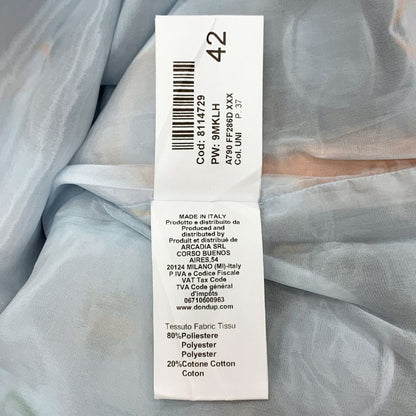 42
Cod: 8114729
PW: 9MKLH
A790 FF286D XXX
Col. UNI P. 37
MADE IN ITALY
Prodotto e distribuito da
Produced and
distributed by
Produit et distribué de
ARCADIA SRL
CORSO BUENOS
AIRES,54
20124 MILANO (MI)-Italy
P.IVA e Codice Fiscale
VAT Tax Code
TVA Code général
d'impôts
06710600963
www.dondup.com
Tessuto Fabric Tissu
80%Poliestere
Polyester
Polyester
20%Cotone Cotton
Coton